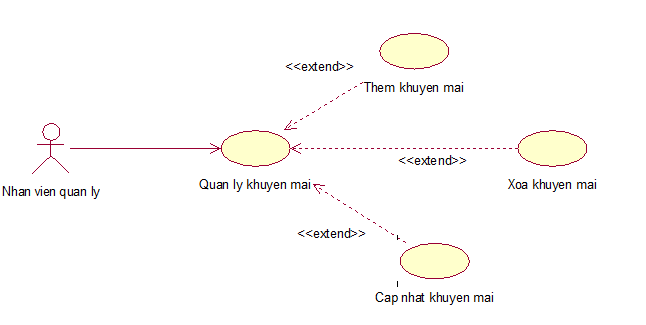 <<extend>>
Them khuyen mai
<<extend>>
Nhan vien quan ly
Quan ly khuyen mai
Xoa khuyen mai
<<extend>>
Cap nhat khuyen mai